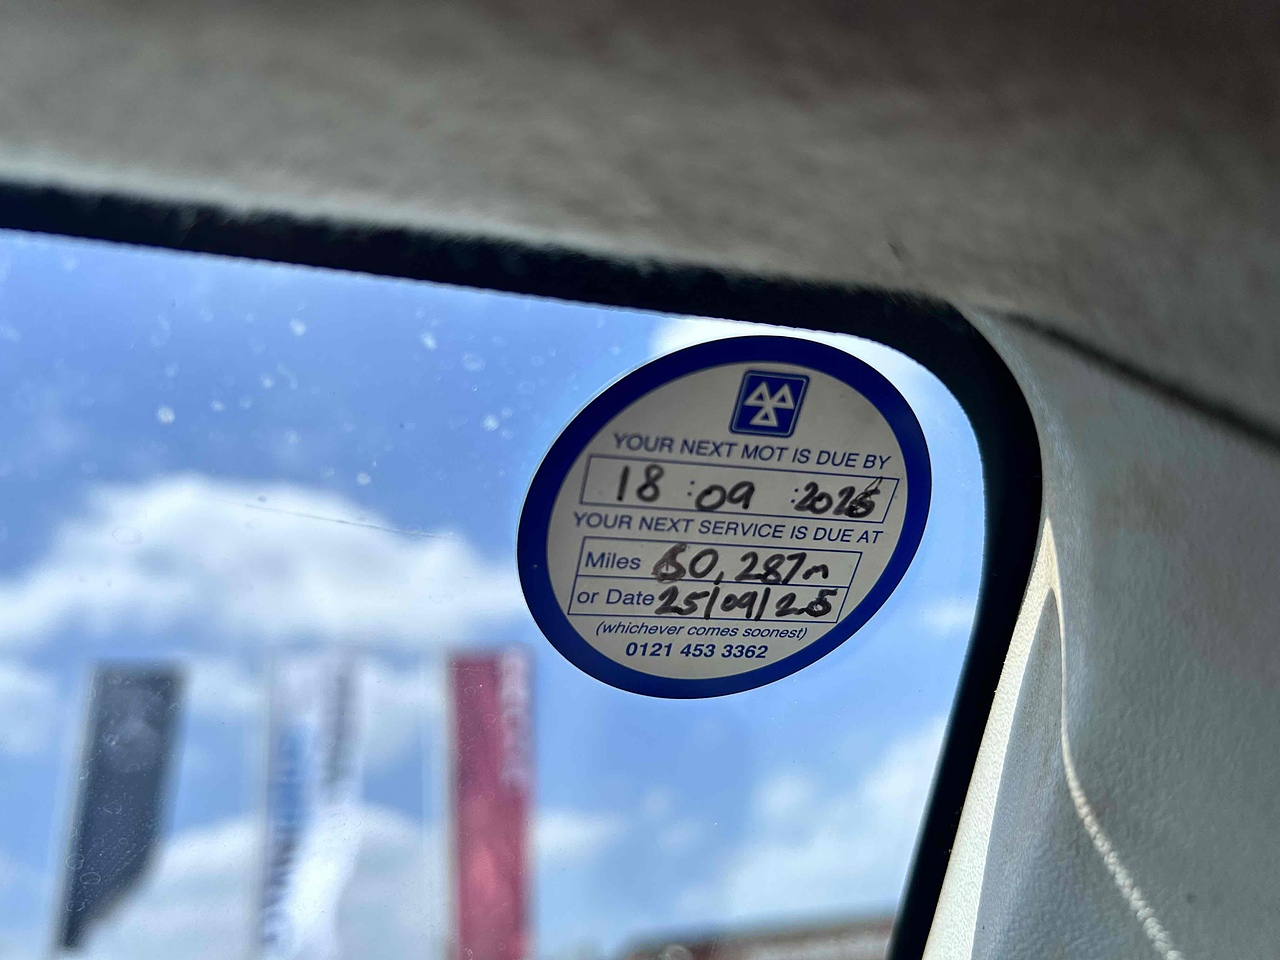 YOUR NEXT MOT IS DUE BY
18 : 09 : 2025
YOUR NEXT SERVICE IS DUE AT
Miles 60,287m
or Date 25/09/25
(whichever comes soonest)
0121 453 3362